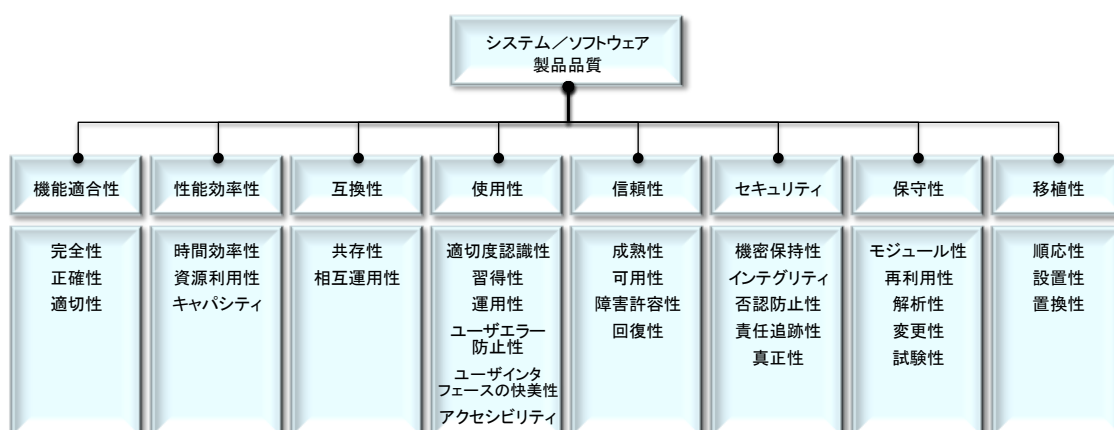 システム／ソフトウェア
製品品質
機能適合性
性能効率性
互換性
使用性
信頼性
セキュリティ
保守性
移植性
完全性
正確性
適切性
時間効率性
資源利用性
キャパシティ
共存性
相互運用性
適切度認識性
習得性
運用性
ユーザエラー
防止性
ユーザインタ
フェースの快美性
アクセシビリティ
成熟性
可用性
障害許容性
回復性
機密保持性
インテグリティ
否認防止性
責任追跡性
真正性
モジュール性
再利用性
解析性
変更性
試験性
順応性
設置性
置換性